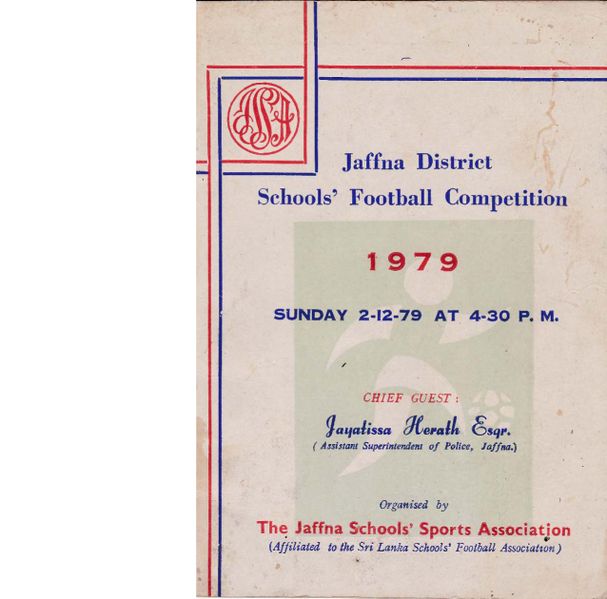 JSSA
Jaffna District
Schools' Football Competition
1979
SUNDAY 2-12-79 AT 4-30 P. M.
CHIEF GUEST :
Jayatissa Herath Esqr.
( Assistant Superintendent of Police, Jaffna.)
Organised by
The Jaffna Schools' Sports Association
(Affiliated to the Sri Lanka Schools' Football Association)